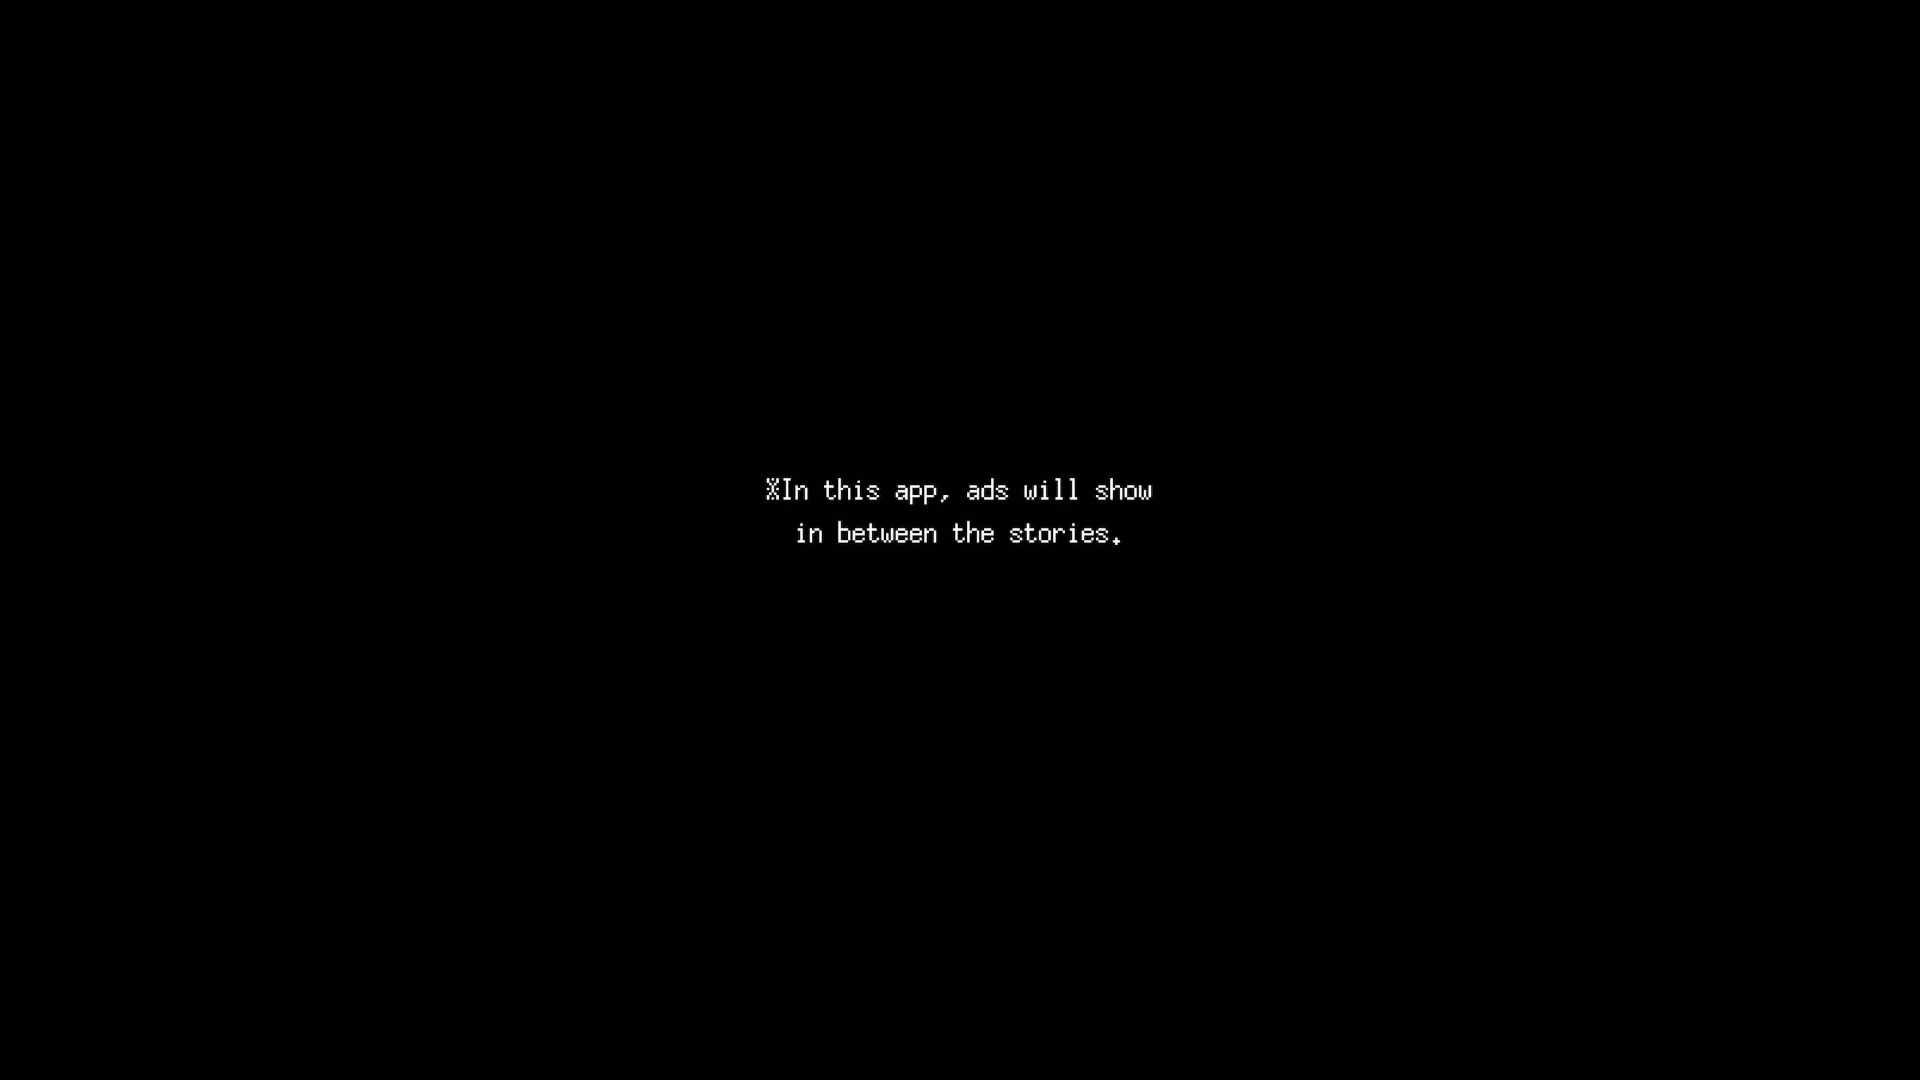 ※In this app, ads will show
in between the stories.